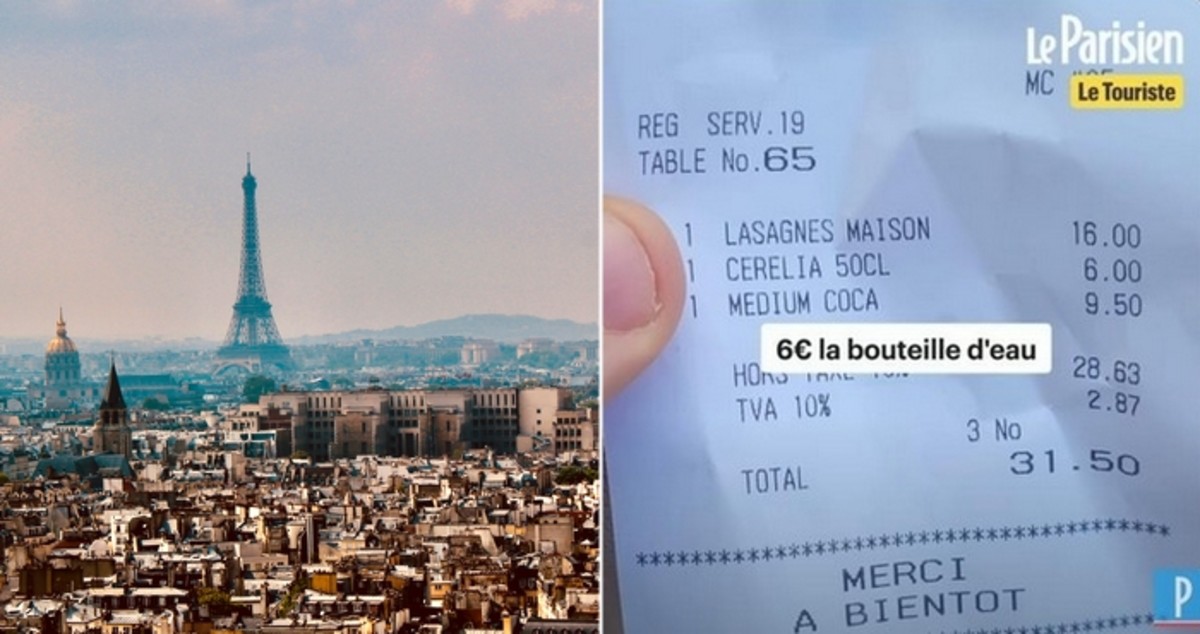 Le Parisien
MC
Le Touriste
REG SERV.19
TABLE No.65
1 LASAGNES MAISON 16.00
1 CERELIA 50CL 6.00
1 MEDIUM COCA 9.50
6€ la bouteille d'eau
28.63
TVA 10% 2.87
3 No
TOTAL 31.50
******************************
MERCI
A BIENTOT
P